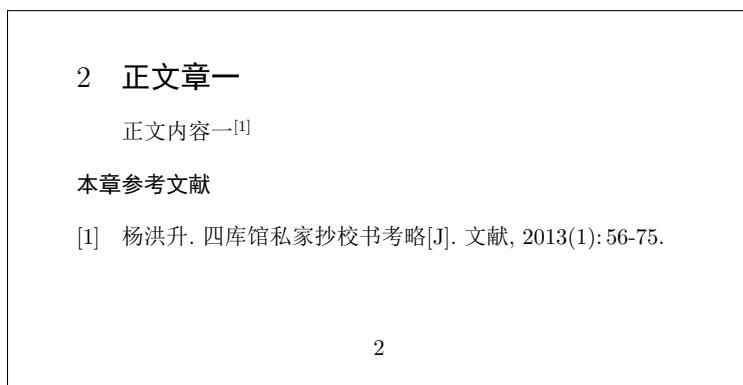 2 正文章一
正文内容一[1]
本章参考文献
[1] 杨洪升. 四库馆私家抄校书考略[J]. 文献, 2013(1): 56-75.
2